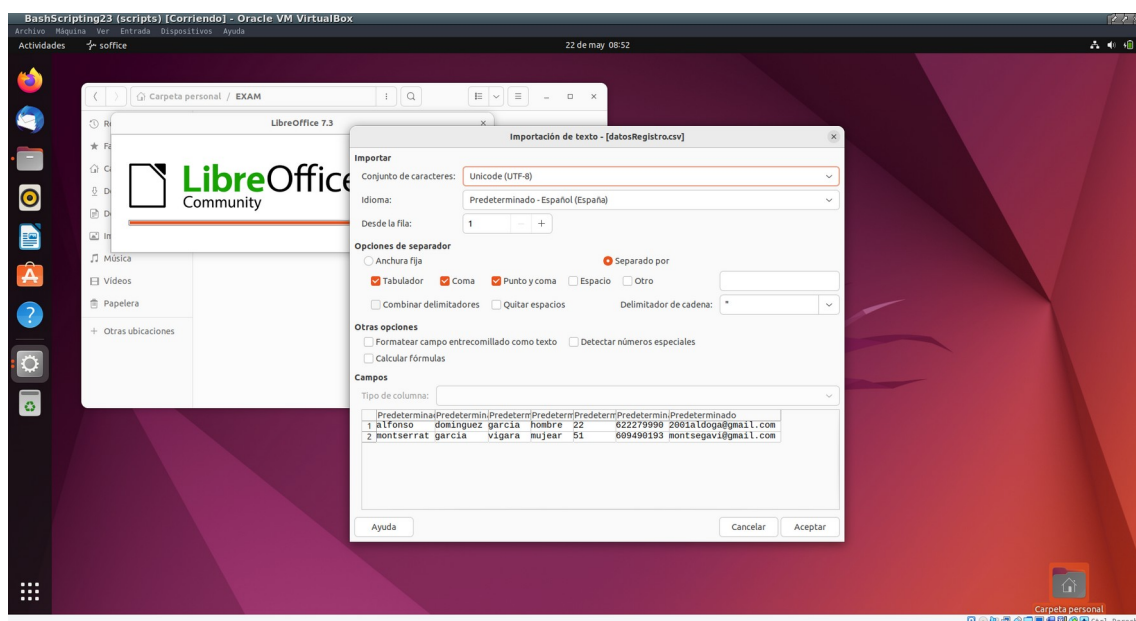 BashScripting23 (scripts) [Corriendo] - Oracle VM VirtualBox
Archivo Máquina Ver Entrada Dispositivos Ayuda
Actividades soffice 22 de may 08:52
Carpeta personal / EXAM
LibreOffice 7.3
Importación de texto - [datosRegistro.csv]
LibreOffice
Community
Importar
Conjunto de caracteres: Unicode (UTF-8)
Idioma: Predeterminado - Español (España)
Desde la fila: 1
Opciones de separador
Anchura fija Separado por
Tabulador Coma Punto y coma Espacio Otro
Combinar delimitadores Quitar espacios Delimitador de cadena: "
Otras opciones
Formatear campo entrecomillado como texto Detectar números especiales
Calcular fórmulas
Campos
Tipo de columna:
Predetermina Predetermin Predeterm Predeterm Predeterm Predetermin Predeterminado
1 alfonso dominguez garcia hombre 22 622279990 2001aldoga@gmail.com
2 montserrat garcia vigara mujear 51 609490193 montsegavi@gmail.com
Ayuda Cancelar Aceptar
Música
Vídeos
Papelera
+ Otras ubicaciones
Carpeta personal